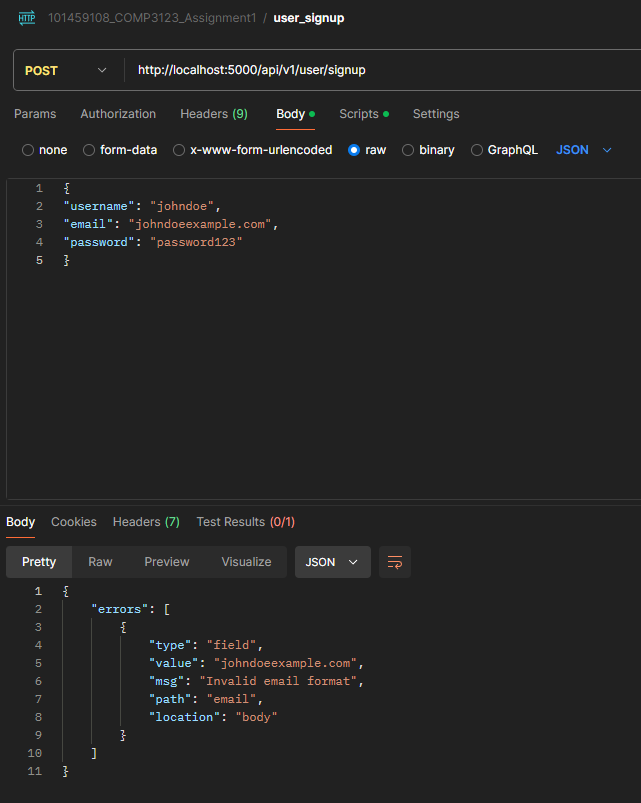 HTTP 101459108_COMP3123_Assignment1 / user_signup
POST http://localhost:5000/api/v1/user/signup
Params Authorization Headers (9) Body Scripts Settings
none form-data x-www-form-urlencoded raw binary GraphQL JSON
1 {
2 "username": "johndoe",
3 "email": "johndoeexample.com",
4 "password": "password123"
5 }
Body Cookies Headers (7) Test Results (0/1)
Pretty Raw Preview Visualize JSON
1 {
2 "errors": [
3 {
4 "type": "field",
5 "value": "johndoeexample.com",
6 "msg": "Invalid email format",
7 "path": "email",
8 "location": "body"
9 }
10 ]
11 }